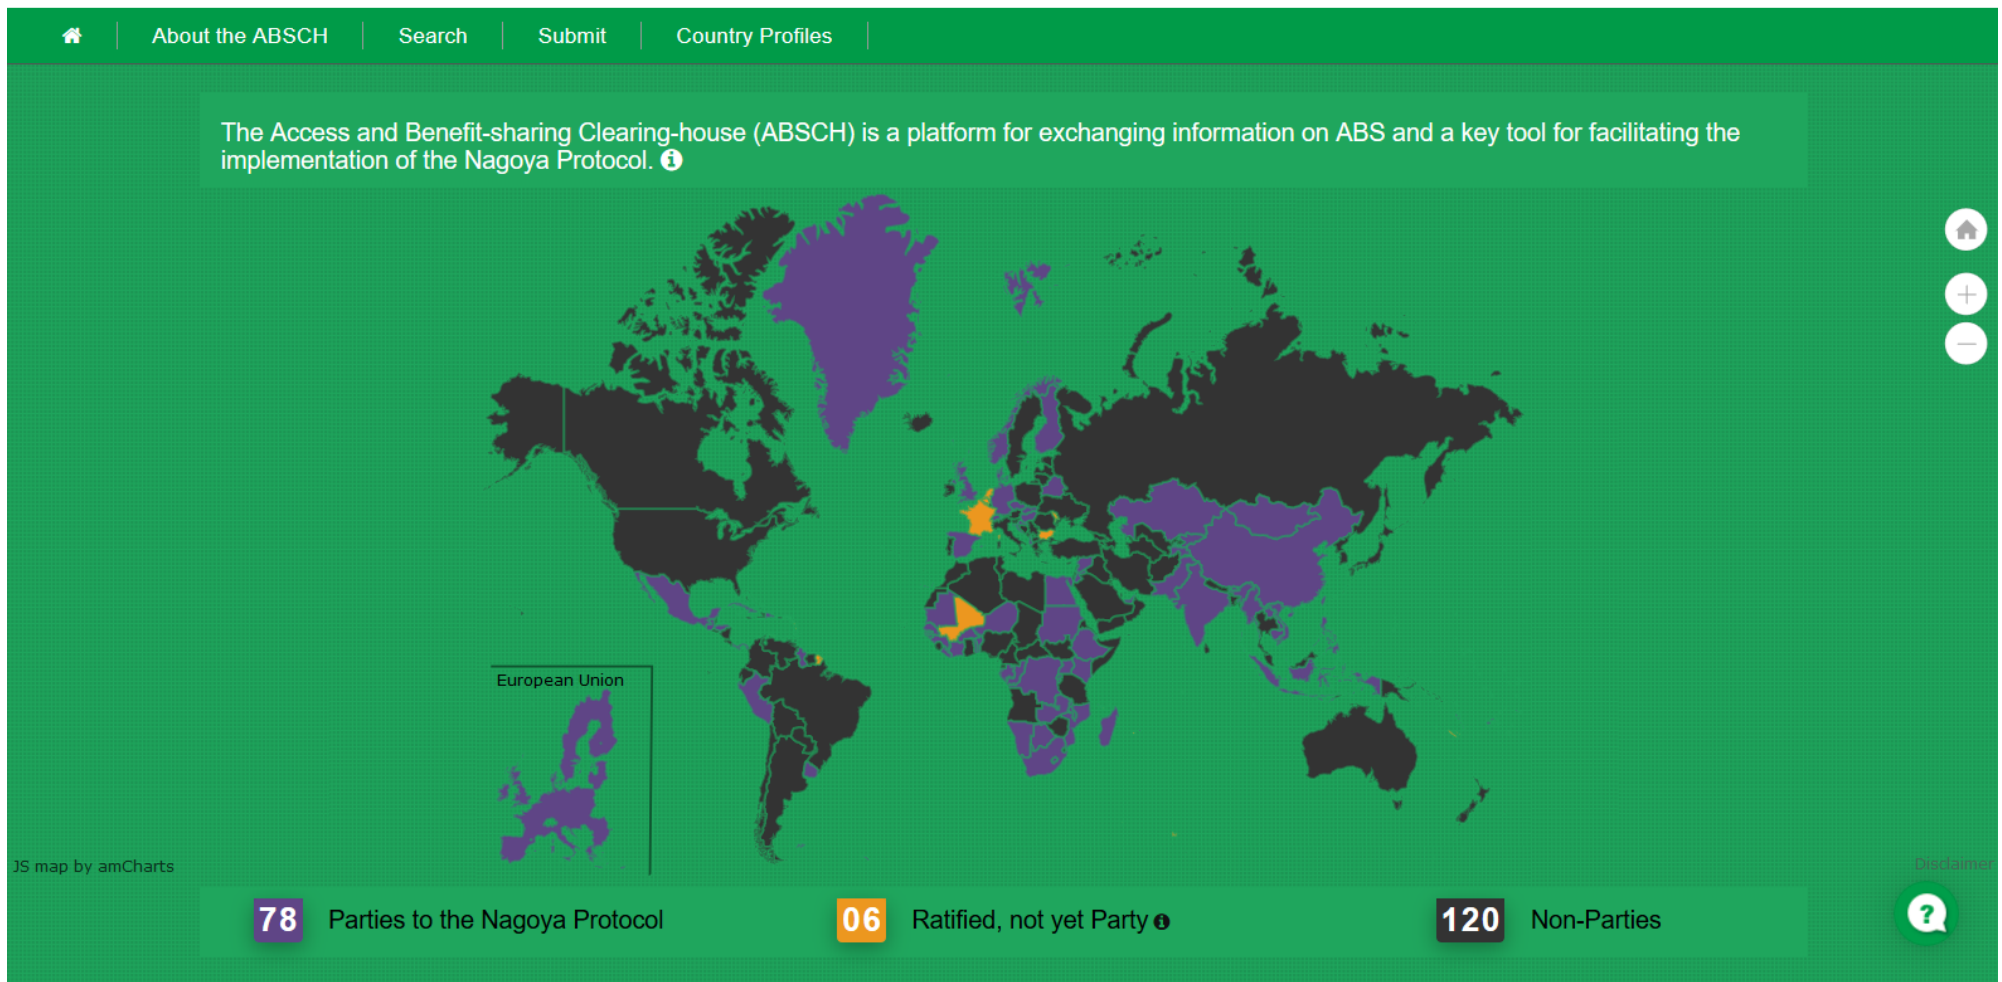 About the ABSCH
Search
Submit
Country Profiles
The Access and Benefit-sharing Clearing-house (ABSCH) is a platform for exchanging information on ABS and a key tool for facilitating the
implementation of the Nagoya Protocol.
European Union
JS map by amCharts
Disclaimer
78 Parties to the Nagoya Protocol
06 Ratified, not yet Party
120 Non-Parties